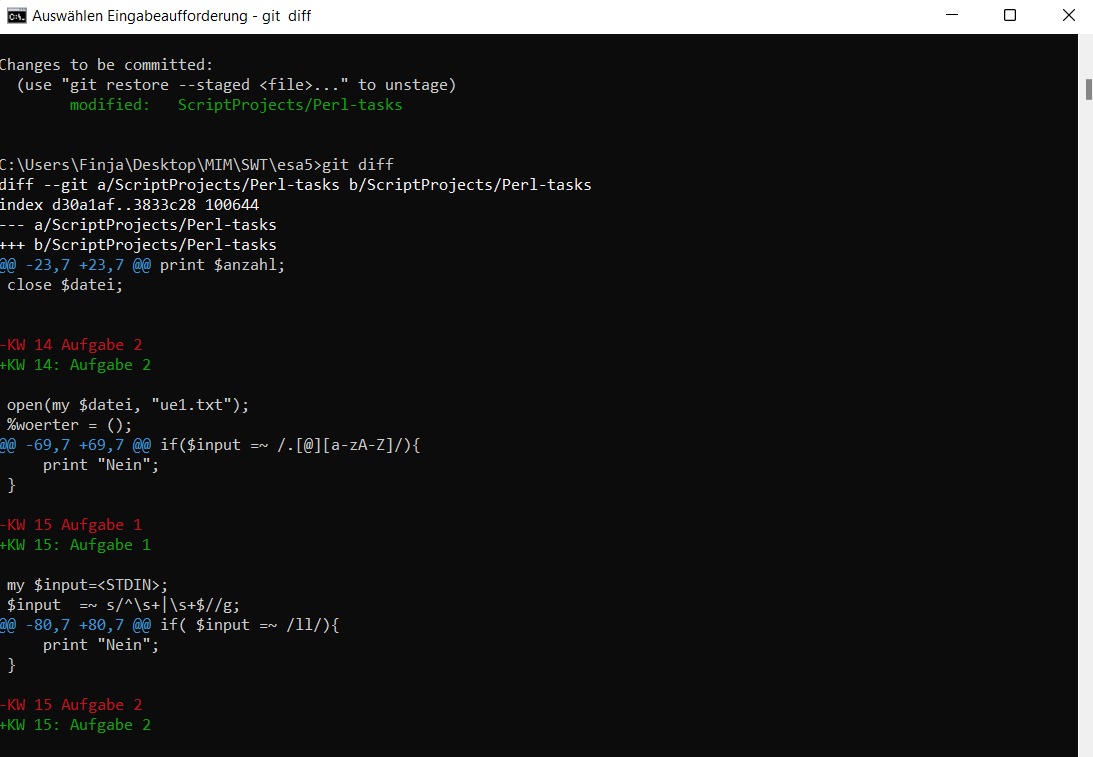 Auswählen Eingabeaufforderung - git  diff
Changes to be committed:
  (use "git restore --staged <file>..." to unstage)
        modified:   ScriptProjects/Perl-tasks
C:\Users\Finja\Desktop\MIM\SWT\esa5>git diff
diff --git a/ScriptProjects/Perl-tasks b/ScriptProjects/Perl-tasks
index d30a1af..3833c28 100644
--- a/ScriptProjects/Perl-tasks
+++ b/ScriptProjects/Perl-tasks
@@ -23,7 +23,7 @@ print $anzahl;
 close $datei;
-KW 14 Aufgabe 2
+KW 14: Aufgabe 2
 open(my $datei, "ue1.txt");
 %woerter = ();
@@ -69,7 +69,7 @@ if($input =~ /.[@][a-zA-Z]/){
     print "Nein";
 }
-KW 15 Aufgabe 1
+KW 15: Aufgabe 1
 my $input=<STDIN>;
 $input  =~ s/^\s+|\s+$//g;
@@ -80,7 +80,7 @@ if( $input =~ /ll/){
     print "Nein";
 }
-KW 15 Aufgabe 2
+KW 15: Aufgabe 2